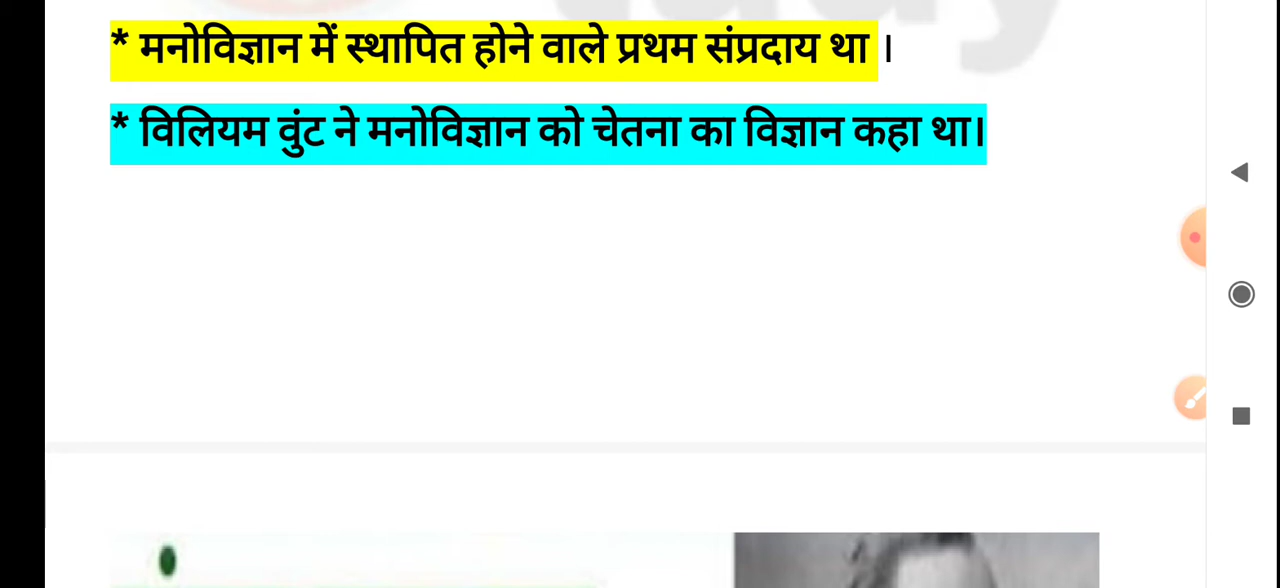 * मनोविज्ञान में स्थापित होने वाले प्रथम संप्रदाय था ।
* विलियम वुंट ने मनोविज्ञान को चेतना का विज्ञान कहा था।